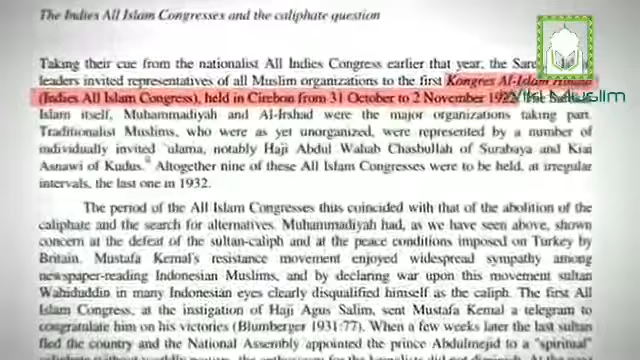 The Indies All Islam Congresses and the caliphate question
Taking their cue from the nationalist All Indies Congress earlier that year, the
leaders invited representatives of all Muslim organizations to the first Kongres Al-Islam
(Indies All Islam Congress), held in Cirebon from 31 October to 2 November 1922.
Islam itself, Muhammadiyah and Al-Irshad were the major organizations taking part.
Traditionalist Muslims, who were as yet unorganized, were represented by a number of
individually invited `ulama, notably Haji Abdul Wahab Chasbullah of Surabaya and Kiai
Asnawi of Kudus. Altogether nine of these All Islam Congresses were to be held, at irregular
intervals, the last one in 1932.
The period of the All Islam Congresses thus coincided with that of the abolition of the
caliphate and the search for alternatives. Muhammadiyah had, as we have seen above, shown
concern at the defeat of the sultan-caliph and at the peace conditions imposed on Turkey by
Britain. Mustafa Kemal's resistance movement enjoyed widespread sympathy among
newspaper-reading Indonesian Muslims, and by declaring war upon this movement sultan
Wahiduddin in many Indonesian eyes clearly disqualified himself as the caliph. The first All
Islam Congress, at the instigation of Haji Agus Salim, sent Mustafa Kemal a telegram to
congratulate him on his victories (Blumberger 1931:77). When a few weeks later the last sultan
fled the country and the National Assembly appointed the prince Abdulmejid to a "spiritual"
Muslim